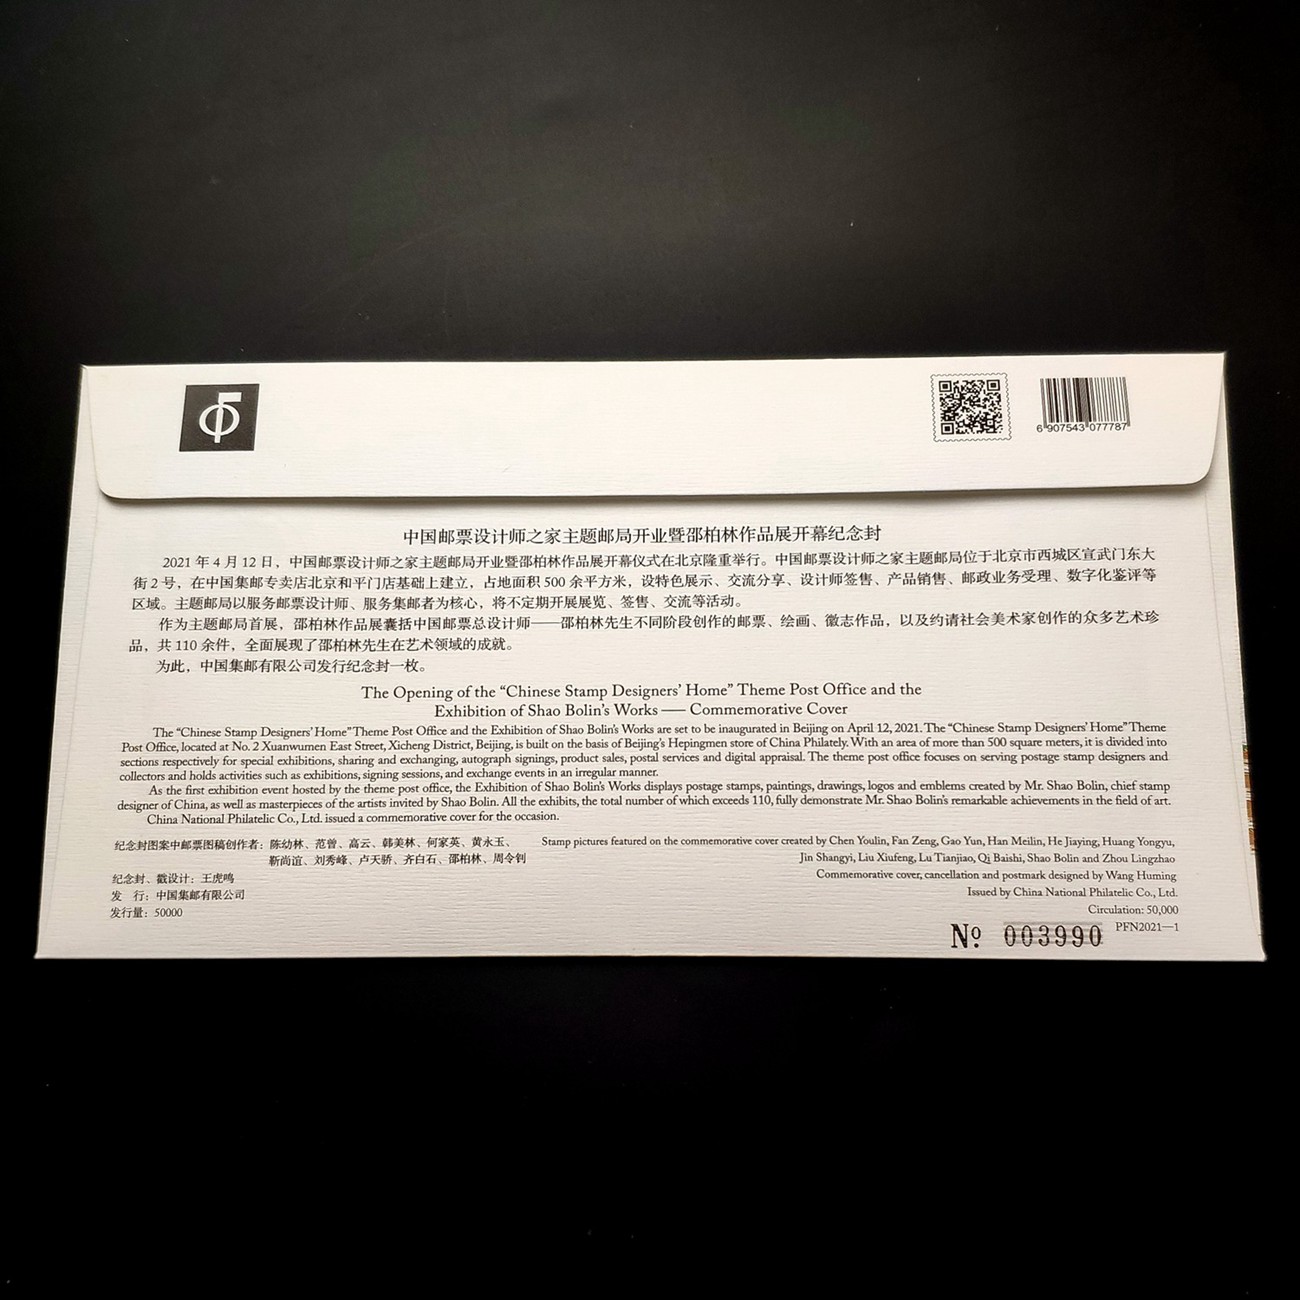 6 907543 077787
中国邮票设计师之家主题邮局开业暨邵柏林作品展开幕纪念封
2021 年 4 月 12 日，中国邮票设计师之家主题邮局开业暨邵柏林作品展开幕仪式在北京隆重举行。中国邮票设计师之家主题邮局位于北京市西城区宣武门东大
街 2 号，在中国集邮专卖店北京和平门店基础上建立，占地面积 500 余平方米，设特色展示、交流分享、设计师签售、产品销售、邮政业务受理、数字化鉴评等
区域。主题邮局以服务邮票设计师、服务集邮者为核心，将不定期开展展览、签售、交流等活动。
作为主题邮局首展，邵柏林作品展囊括中国邮票总设计师——邵柏林先生不同阶段创作的邮票、绘画、徽志作品，以及约请社会美术家创作的众多艺术珍
品，共 110 余件，全面展现了邵柏林先生在艺术领域的成就。
为此，中国集邮有限公司发行纪念封一枚。
The Opening of the “Chinese Stamp Designers’ Home” Theme Post Office and the
Exhibition of Shao Bolin’s Works —— Commemorative Cover
The “Chinese Stamp Designers’ Home” Theme Post Office and the Exhibition of Shao Bolin’s Works are set to be inaugurated in Beijing on April 12, 2021. The “Chinese Stamp Designers’ Home” Theme
Post Office, located at No. 2 Xuanwumen East Street, Xicheng District, Beijing, is built on the basis of Beijing’s Hepingmen store of China Philately. With an area of more than 500 square meters, it is divided into
sections respectively for special exhibitions, sharing and exchanging, autograph signings, product sales, postal services and digital appraisal. The theme post office focuses on serving postage stamp designers and
collectors and holds activities such as exhibitions, signing sessions, and exchange events in an irregular manner.
As the first exhibition event hosted by the theme post office, the Exhibition of Shao Bolin’s Works displays postage stamps, paintings, drawings, logos and emblems created by Mr. Shao Bolin, chief stamp
designer of China, as well as masterpieces of the artists invited by Shao Bolin. All the exhibits, the total number of which exceeds 110, fully demonstrate Mr. Shao Bolin’s remarkable achievements in the field of art.
China National Philatelic Co., Ltd. issued a commemorative cover for the occasion.
纪念封图案中邮票图稿创作者：陈幼林、范曾、高云、韩美林、何家英、黄永玉、
靳尚谊、刘秀峰、卢天骄、齐白石、邵柏林、周令钊
纪念封、戳设计：王虎鸣
发 行：中国集邮有限公司
发行量：50000
Stamp pictures featured on the commemorative cover created by Chen Youlin, Fan Zeng, Gao Yun, Han Meilin, He Jiaying, Huang Yongyu,
Jin Shangyi, Liu Xiufeng, Lu Tianjiao, Qi Baishi, Shao Bolin and Zhou Lingzhao
Commemorative cover, cancellation and postmark designed by Wang Huming
Issued by China National Philatelic Co., Ltd.
Circulation: 50,000
PFN2021—1
№ 003990